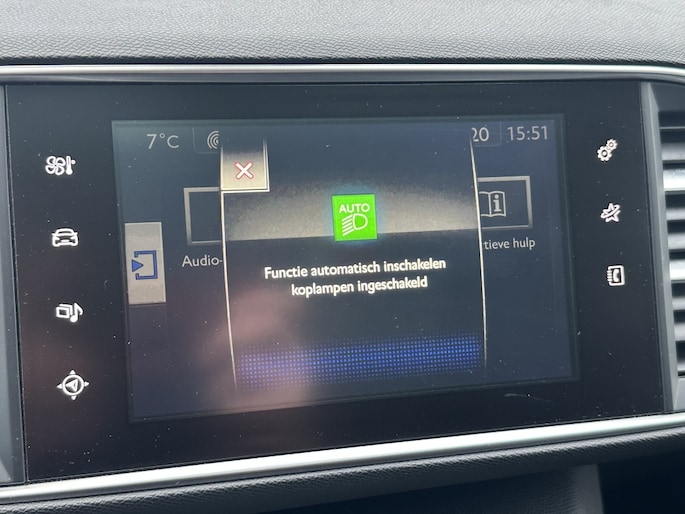 7°C
20 15:51
AUTO
Audio-
tieve hulp
Functie automatisch inschakelen
koplampen ingeschakeld